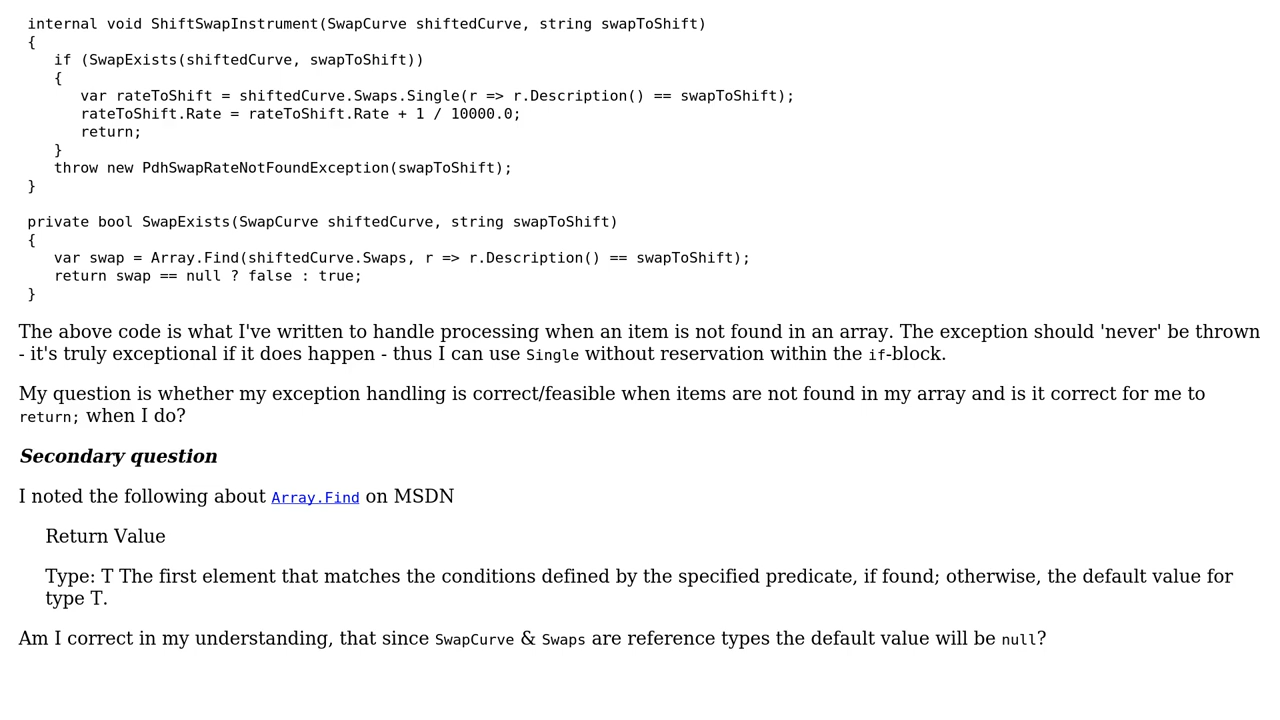 internal void ShiftSwapInstrument(SwapCurve shiftedCurve, string swapToShift)
{
if (SwapExists(shiftedCurve, swapToShift))
{
var rateToShift = shiftedCurve.Swaps.Single(r => r.Description() == swapToShift);
rateToShift.Rate = rateToShift.Rate + 1 / 10000.0;
return;
}
throw new PdhSwapRateNotFoundException(swapToShift);
}
private bool SwapExists(SwapCurve shiftedCurve, string swapToShift)
{
var swap = Array.Find(shiftedCurve.Swaps, r => r.Description() == swapToShift);
return swap == null ? false : true;
}
The above code is what I've written to handle processing when an item is not found in an array. The exception should 'never' be thrown
- it's truly exceptional if it does happen - thus I can use Single without reservation within the if-block.
My question is whether my exception handling is correct/feasible when items are not found in my array and is it correct for me to
return; when I do?
Secondary question
I noted the following about Array.Find on MSDN
Return Value
Type: T The first element that matches the conditions defined by the specified predicate, if found; otherwise, the default value for
type T.
Am I correct in my understanding, that since SwapCurve & Swaps are reference types the default value will be null?